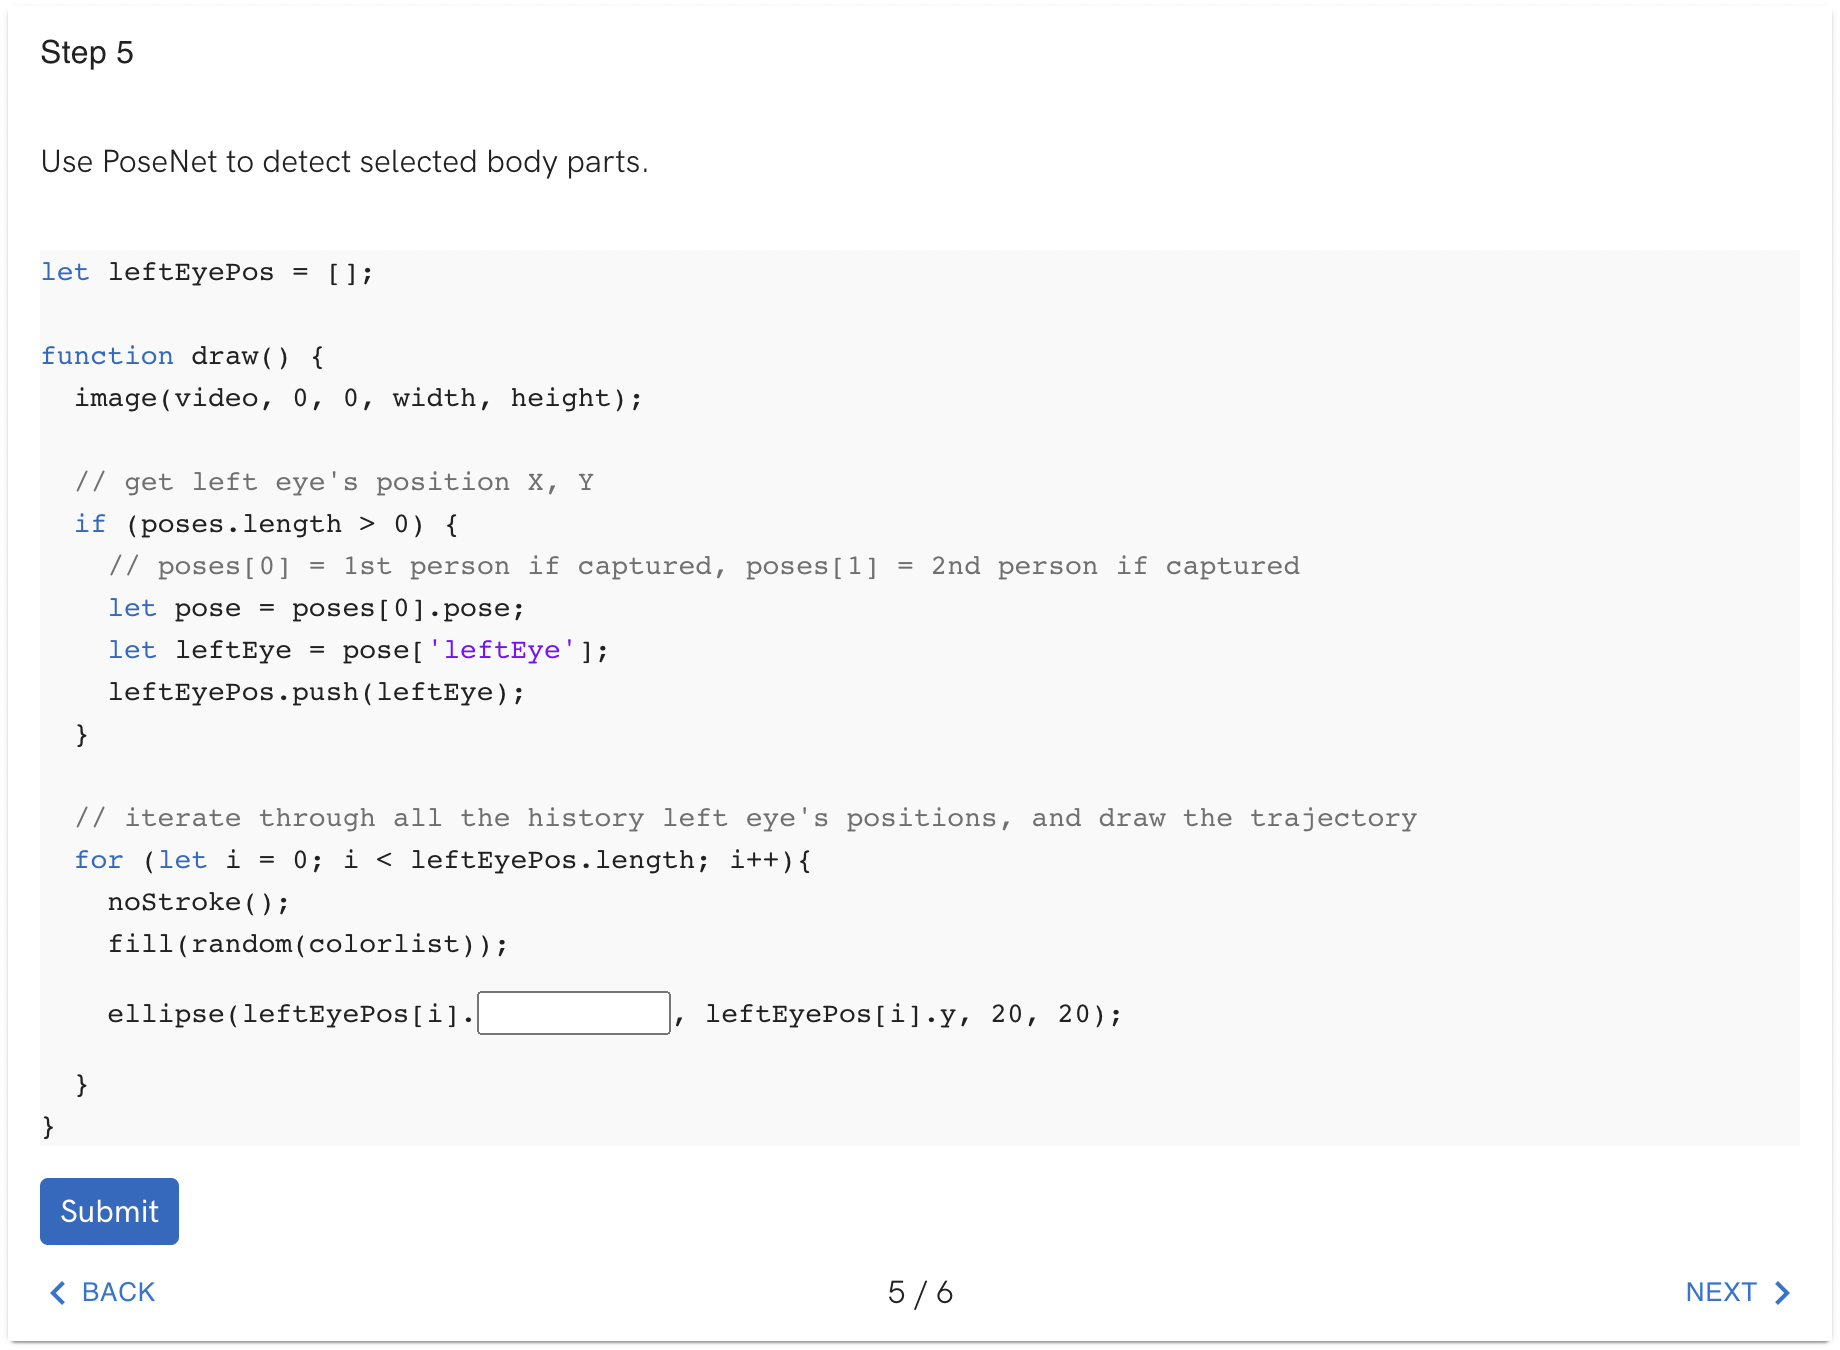 Step 5
Use PoseNet to detect selected body parts.
let leftEyePos = [];
function draw() {
  image(video, 0, 0, width, height);
  // get left eye's position X, Y
  if (poses.length > 0) {
    // poses[0] = 1st person if captured, poses[1] = 2nd person if captured
    let pose = poses[0].pose;
    let leftEye = pose['leftEye'];
    leftEyePos.push(leftEye);
  }
  // iterate through all the history left eye's positions, and draw the trajectory
  for (let i = 0; i < leftEyePos.length; i++){
    noStroke();
    fill(random(colorlist));
    ellipse(leftEyePos[i]. , leftEyePos[i].y, 20, 20);
  }
}
Submit
BACK 5 / 6 NEXT